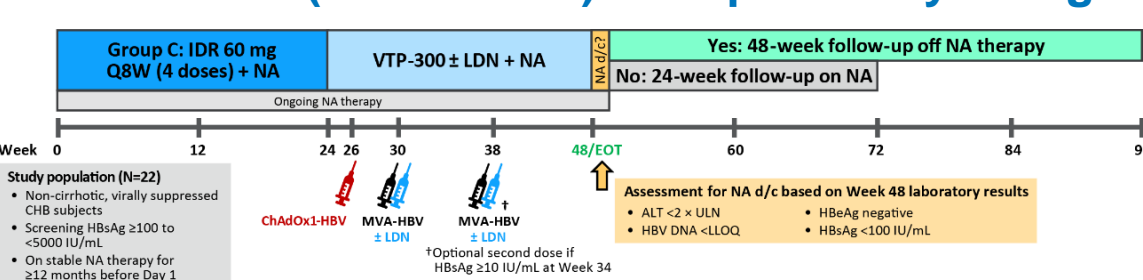 Group C: IDR 60 mg
Q8W (4 doses) + NA
VTP-300 ± LDN + NA
NA d/c?
Yes: 48-week follow-up off NA therapy
No: 24-week follow-up on NA
Ongoing NA therapy
Week 0 12 24 26 30 38 48/EOT 60 72 84 9
Study population (N=22)
• Non-cirrhotic, virally suppressed
CHB subjects
• Screening HBsAg ≥100 to
<5000 IU/mL
• On stable NA therapy for
≥12 months before Day 1
ChAdOx1-HBV
MVA-HBV
± LDN
†
MVA-HBV
± LDN
†Optional second dose if
HBsAg ≥10 IU/mL at Week 34
Assessment for NA d/c based on Week 48 laboratory results
• ALT <2 × ULN
• HBV DNA <LLOQ
• HBeAg negative
• HBsAg <100 IU/mL